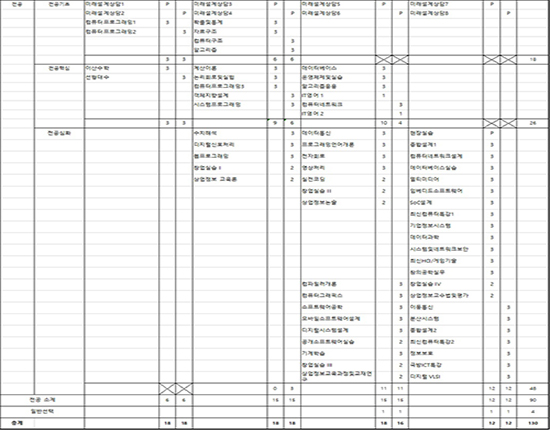 전공 전공기초 미래설계상담1 P 미래설계상담3 P 미래설계상담5 P 미래설계상담7 P
미래설계상담2 P 미래설계상담4 P 미래설계상담6 P 미래설계상담8 P
컴퓨터프로그래밍1 3 확률및통계 3
컴퓨터프로그래밍2 3 자료구조 3
컴퓨터구조 3
알고리즘 3
3 3 6 6 18
전공핵심 이산수학 3 계산이론 3 데이터베이스 3
선형대수 3 논리회로및실험 3 운영체제및실습 3
컴퓨터프로그래밍3 3 알고리즘응용 3
객체지향설계 3 IT영어 1 1
시스템프로그래밍 3 컴퓨터네트워크 3
IT영어 2 1
3 3 9 6 10 4 26
전공심화 수치해석 3 데이터통신 3 현장실습 P
디지털신호처리 3 프로그래밍언어개론 3 종합설계1 3
웹프로그래밍 3 전자회로 3 컴퓨터네트워크설계 3
창업실습 I 2 영상처리 3 데이터베이스실습 3
상업정보 교육론 2 실전코딩 2 멀티미디어 3
창업실습 II 2 임베디드소프트웨어 3
상업정보논술 2 SoC설계 3
최신컴퓨터특강1 3
기업정보시스템 3
데이터과학 3
시스템및네트워크보안 3
최신HCI/게임기술 3
창의공학실무 3
컴파일러개론 3 창업실습 IV 2
컴퓨터그래픽스 3 상업정보교수법및평가 2
소프트웨어공학 3 이동통신 3
모바일소프트웨어설계 3 분산시스템 3
디지털시스템설계 3 종합설계2 3
공개소프트웨어실습 3 최신컴퓨터특강2 3
기계학습 3 정보보호 3
창업실습 III 2 국방ICT특강 3
상업정보교육과정및교재연구 2 디지털 VLSI 3
0 3 11 11 12 12 48
전공 소계 6 6 15 15 16 16 12 12 90
일반선택 1 1 1 1 4
총계 18 18 18 18 18 16 12 12 130